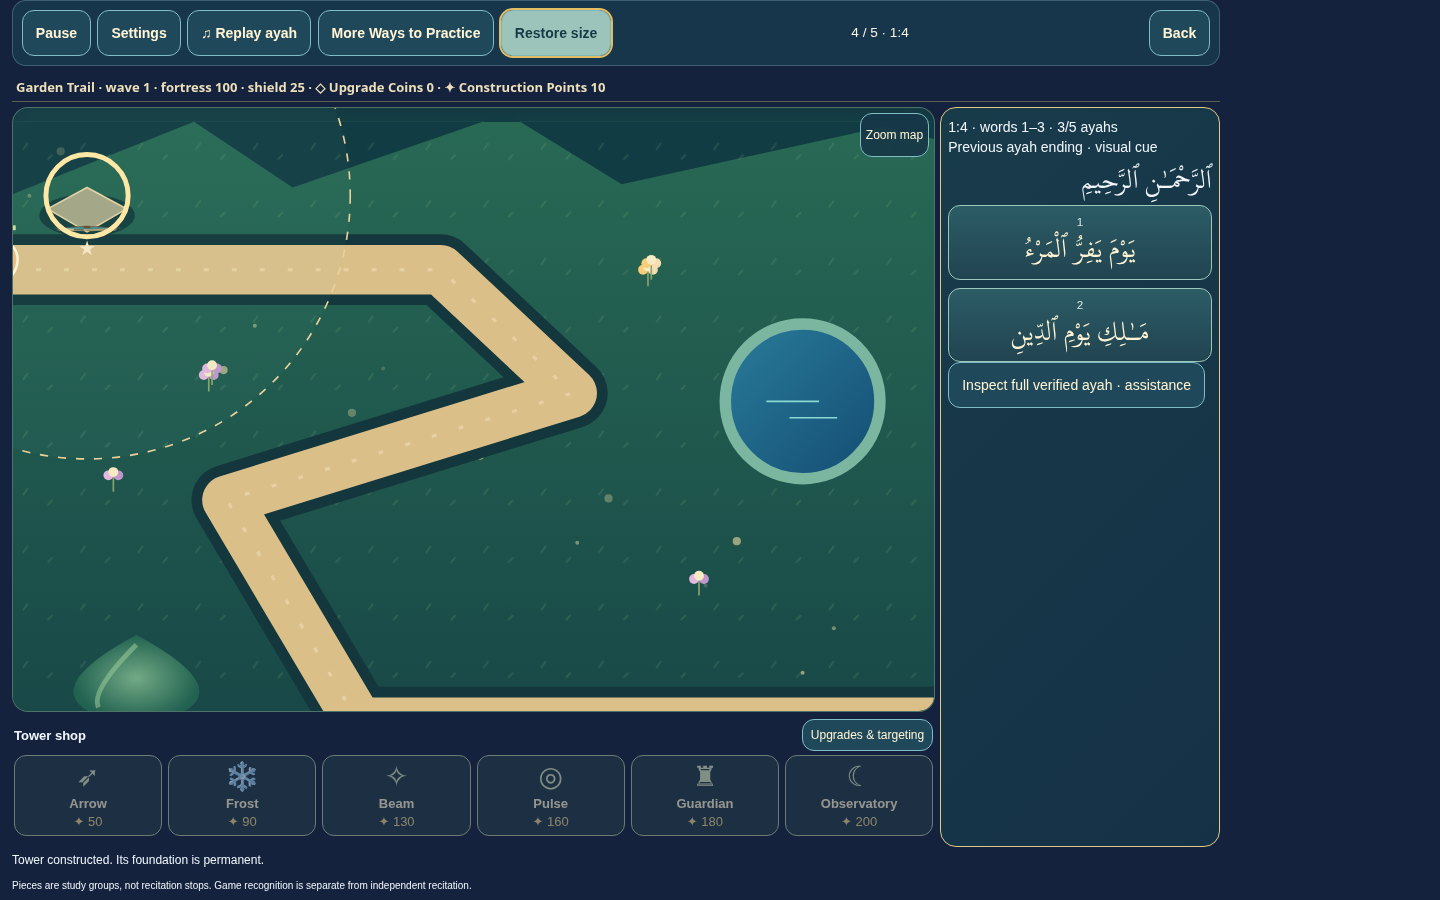 Pause Settings ♫ Replay ayah More Ways to Practice Restore size 4 / 5 · 1:4 Back
Garden Trail · wave 1 · fortress 100 · shield 25 · ◇ Upgrade Coins 0 · ✦ Construction Points 10
Zoom map
1:4 · words 1–3 · 3/5 ayahs
Previous ayah ending · visual cue
ٱلرَّحْمَـٰنِ ٱلرَّحِيمِ
1
يَوْمَ يَفِرُّ ٱلْمَرْءُ
2
مَـٰلِكِ يَوْمِ ٱلدِّينِ
Inspect full verified ayah · assistance
Tower shop
Upgrades & targeting
Arrow
✦ 50
Frost
✦ 90
Beam
✦ 130
Pulse
✦ 160
Guardian
✦ 180
Observatory
✦ 200
Tower constructed. Its foundation is permanent.
Pieces are study groups, not recitation stops. Game recognition is separate from independent recitation.